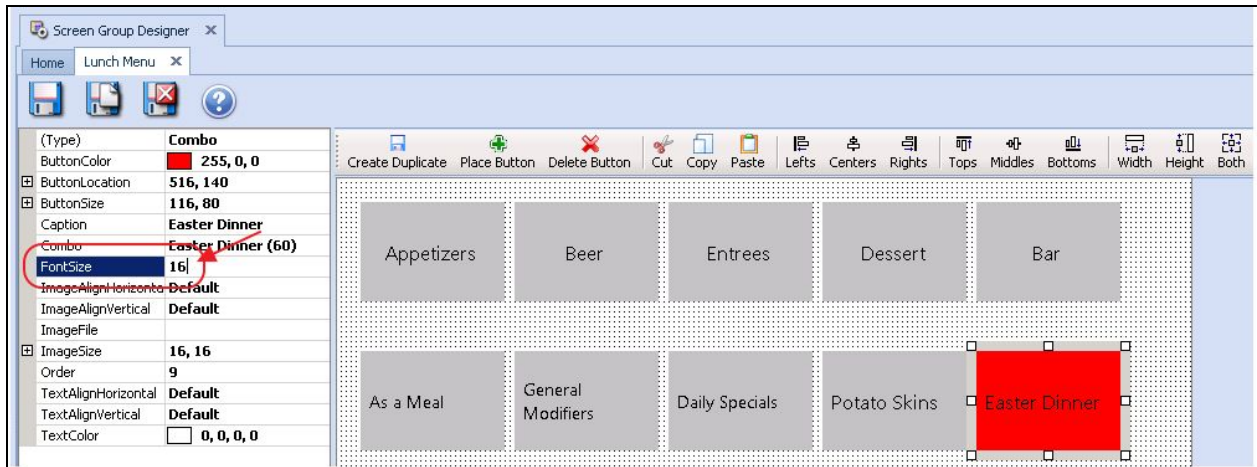 Screen Group Designer
Home Lunch Menu
(Type) Combo
ButtonColor 255, 0, 0
ButtonLocation 516, 140
ButtonSize 116, 80
Caption Easter Dinner
Combo Easter Dinner (60)
FontSize 16
ImageAlignHorizonta Default
ImageAlignVertical Default
ImageFile
ImageSize 16, 16
Order 9
TextAlignHorizontal Default
TextAlignVertical Default
TextColor 0, 0, 0, 0
Create Duplicate Place Button Delete Button Cut Copy Paste Lefts Centers Rights Tops Middles Bottoms Width Height Both
Appetizers Beer Entrees Dessert Bar
As a Meal General Modifiers Daily Specials Potato Skins Easter Dinner